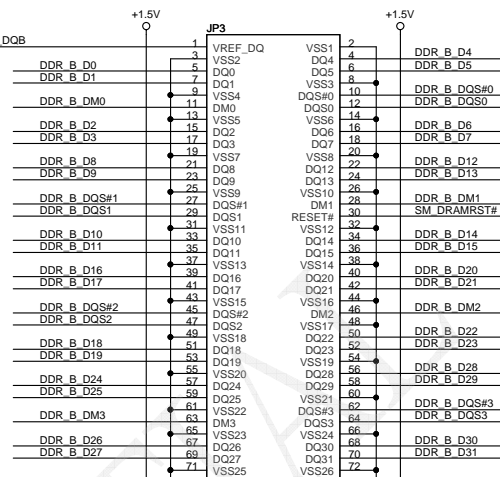 +1.5V +1.5V
JP3
DQB 1 VREF_DQ VSS1 2
3 VSS2 DQ4 4 DDR_B_D4
DDR_B_D0 5 DQ0 DQ5 6 DDR_B_D5
DDR_B_D1 7 DQ1 VSS3 8
9 VSS4 DQS#0 10 DDR_B_DQS#0
DDR_B_DM0 11 DM0 DQS0 12 DDR_B_DQS0
13 VSS5 VSS6 14
DDR_B_D2 15 DQ2 DQ6 16 DDR_B_D6
DDR_B_D3 17 DQ3 DQ7 18 DDR_B_D7
19 VSS7 VSS8 20
DDR_B_D8 21 DQ8 DQ12 22 DDR_B_D12
DDR_B_D9 23 DQ9 DQ13 24 DDR_B_D13
25 VSS9 VSS10 26
DDR_B_DQS#1 27 DQS#1 DM1 28 DDR_B_DM1
DDR_B_DQS1 29 DQS1 RESET# 30 SM_DRAMRST#
31 VSS11 VSS12 32
DDR_B_D10 33 DQ10 DQ14 34 DDR_B_D14
DDR_B_D11 35 DQ11 DQ15 36 DDR_B_D15
37 VSS13 VSS14 38
DDR_B_D16 39 DQ16 DQ20 40 DDR_B_D20
DDR_B_D17 41 DQ17 DQ21 42 DDR_B_D21
43 VSS15 VSS16 44
DDR_B_DQS#2 45 DQS#2 DM2 46 DDR_B_DM2
DDR_B_DQS2 47 DQS2 VSS17 48
49 VSS18 DQ22 50 DDR_B_D22
DDR_B_D18 51 DQ18 DQ23 52 DDR_B_D23
DDR_B_D19 53 DQ19 VSS19 54
55 VSS20 DQ28 56 DDR_B_D28
DDR_B_D24 57 DQ24 DQ29 58 DDR_B_D29
DDR_B_D25 59 DQ25 VSS21 60
61 VSS22 DQS#3 62 DDR_B_DQS#3
DDR_B_DM3 63 DM3 DQS3 64 DDR_B_DQS3
65 VSS23 VSS24 66
DDR_B_D26 67 DQ26 DQ30 68 DDR_B_D30
DDR_B_D27 69 DQ27 DQ31 70 DDR_B_D31
71 VSS25 VSS26 72